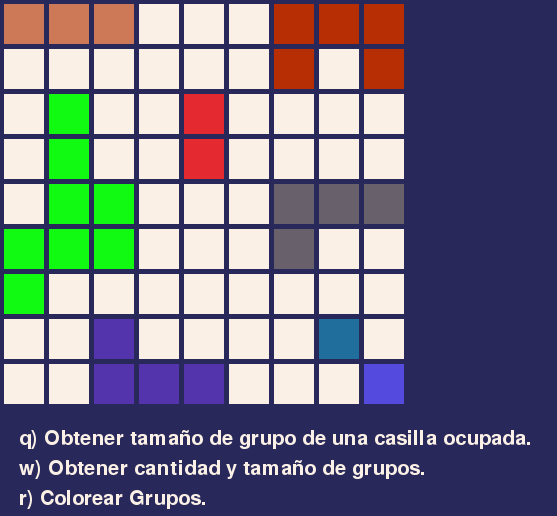 q) Obtener tamaño de grupo de una casilla ocupada.
w) Obtener cantidad y tamaño de grupos.
r) Colorear Grupos.